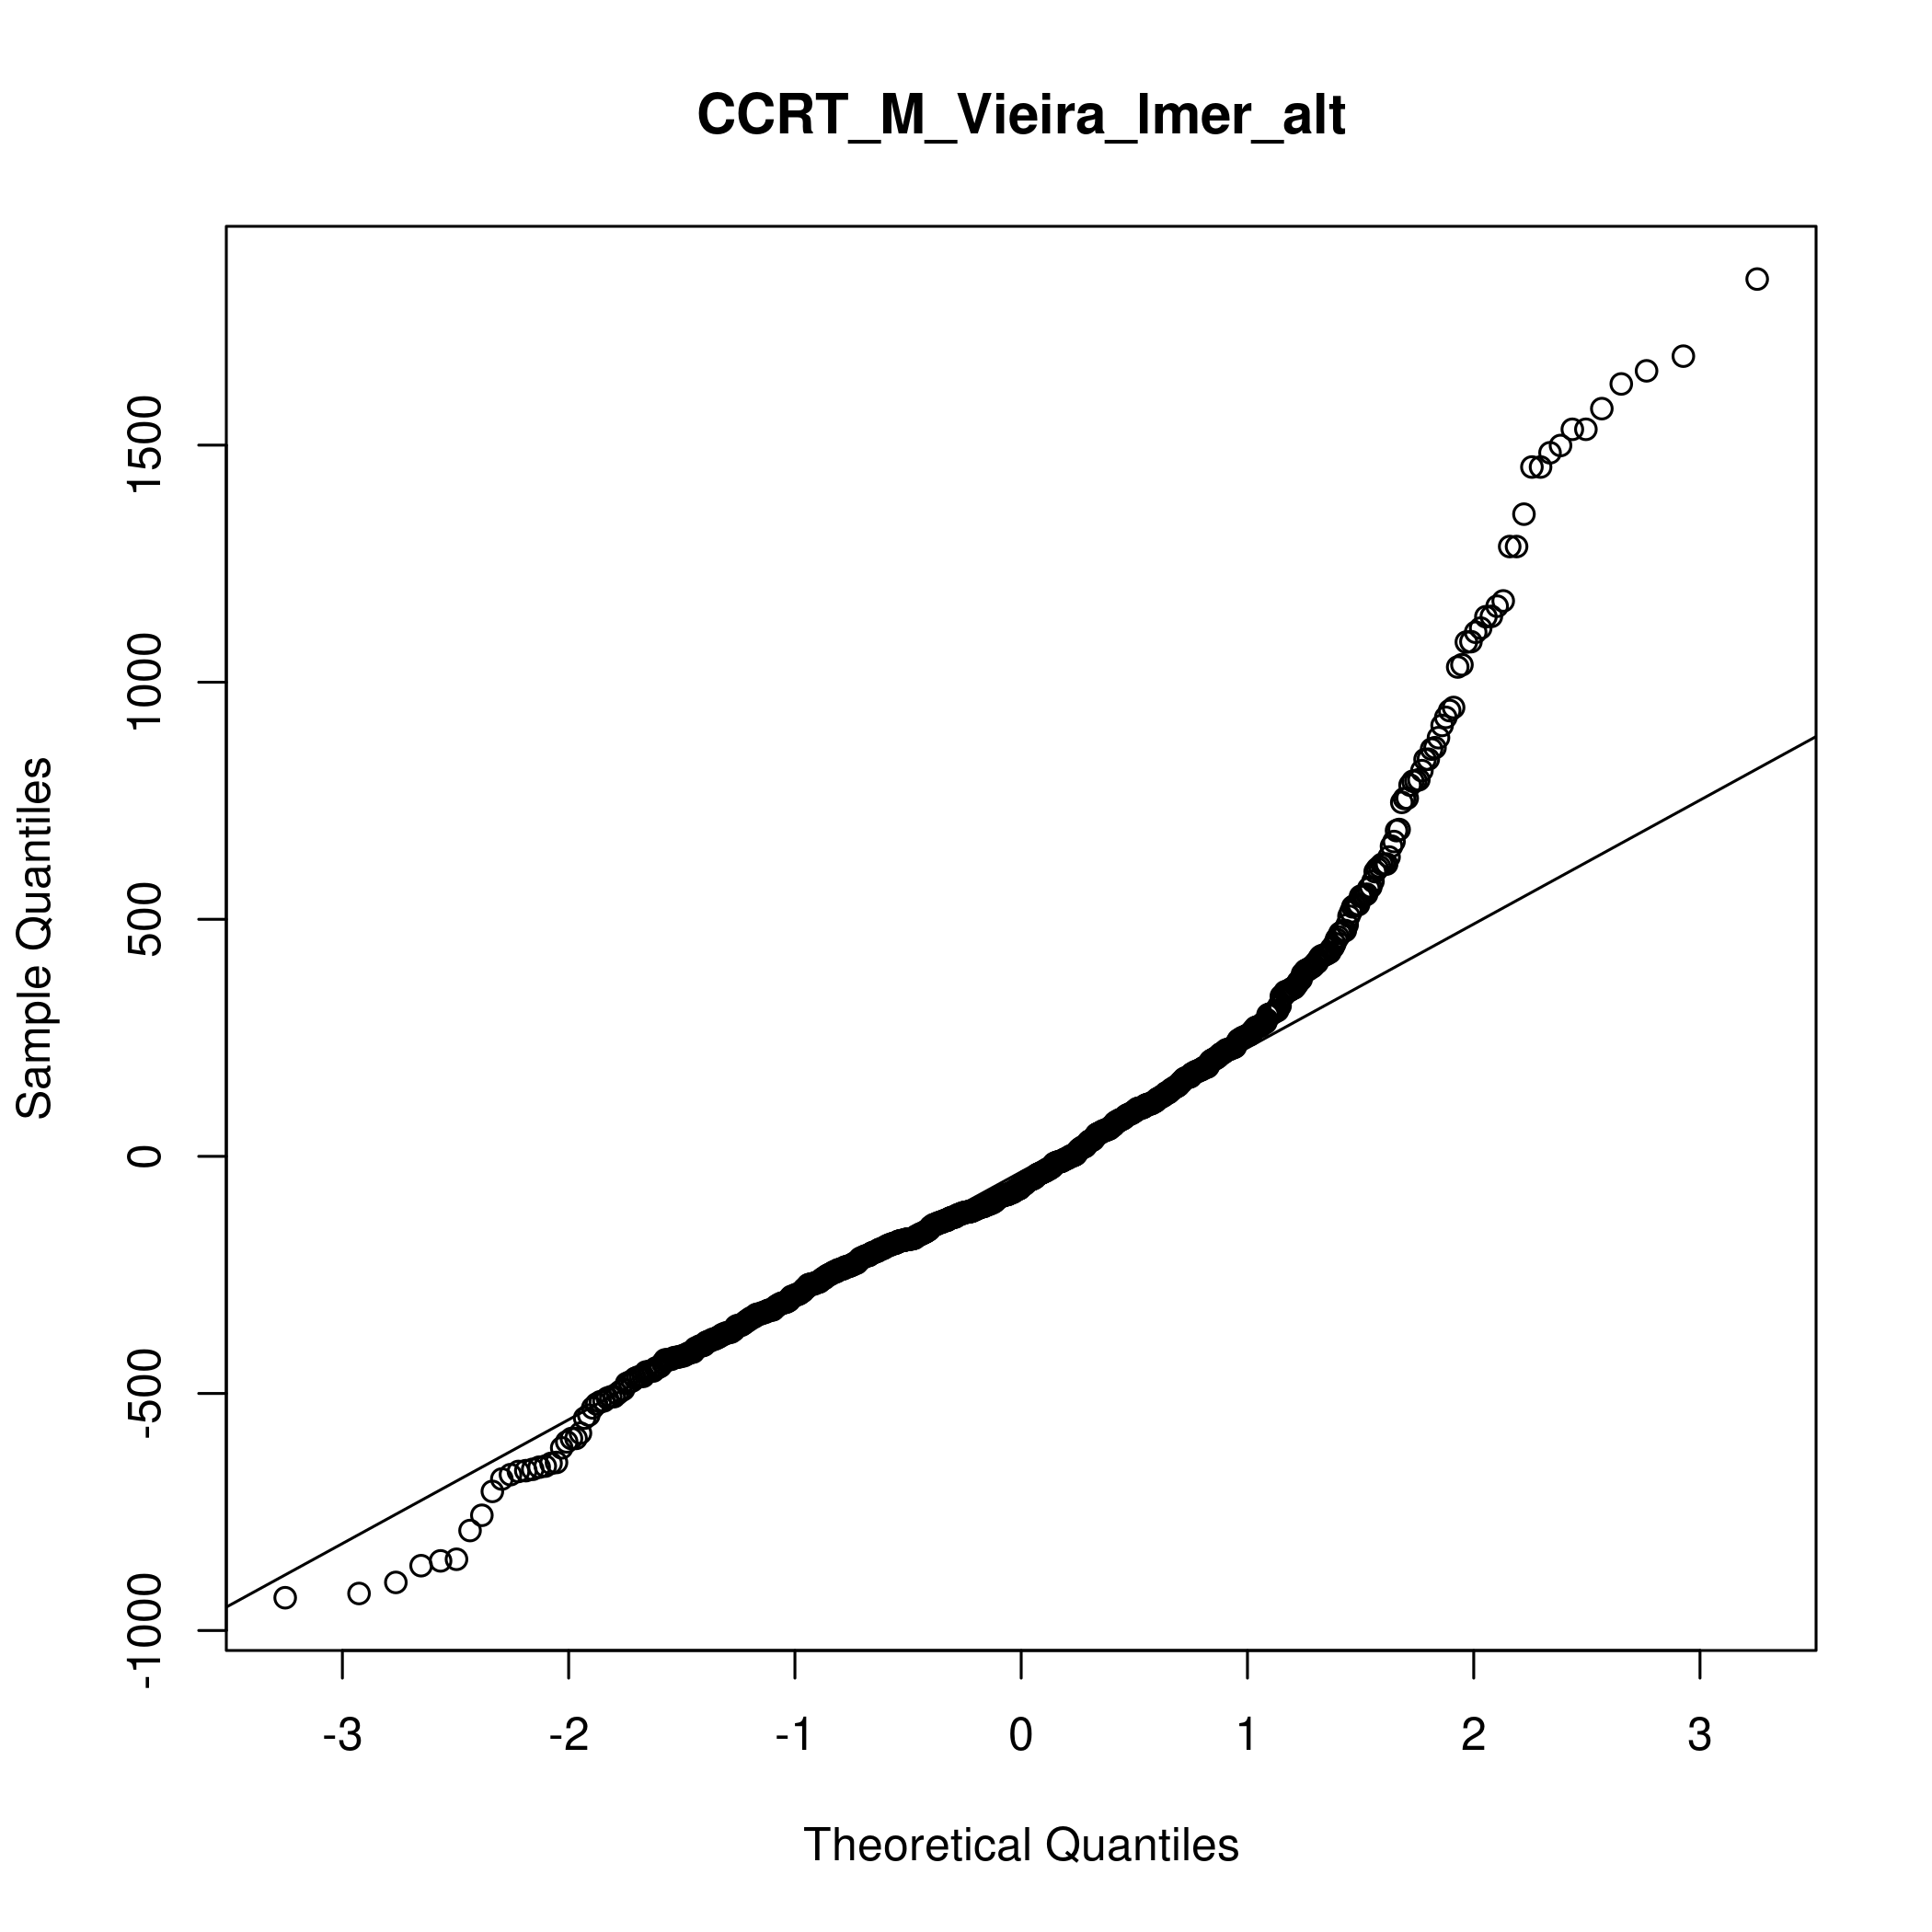 CCRT_M_Vieira_lmer_alt
Sample Quantiles
1500
1000
500
0
-500
-1000
-3 -2 -1 0 1 2 3
Theoretical Quantiles